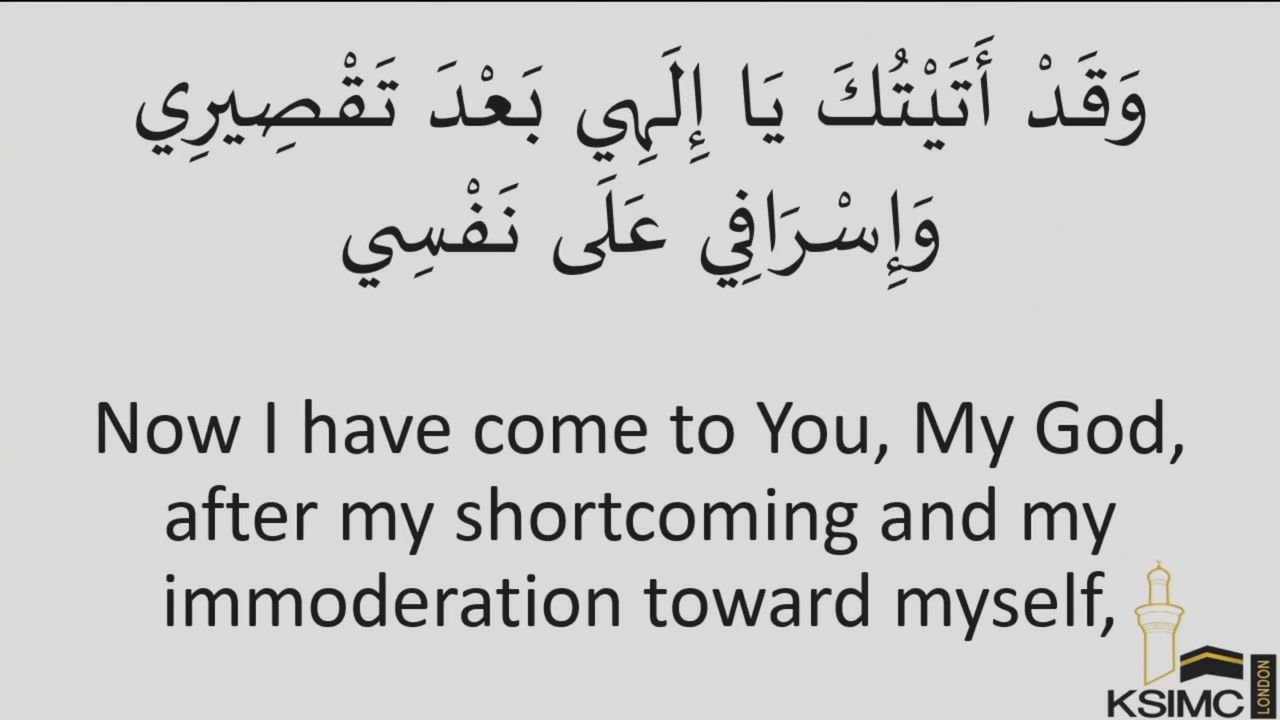 وَقَدْ أَتَيْتُكَ يَا إِلَهِي بَعْدَ تَقْصِيرِي
وَإِسْرَافِي عَلَى نَفْسِي
Now I have come to You, My God,
after my shortcoming and my
immoderation toward myself,
KSIMC
LONDON